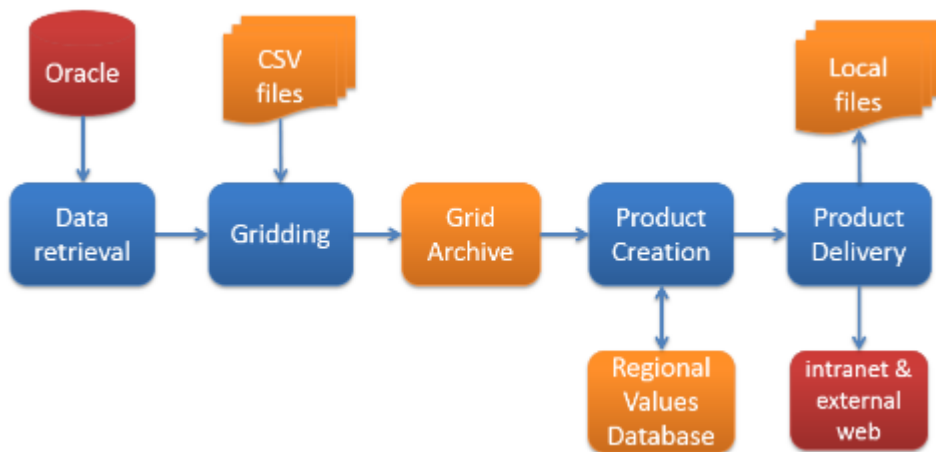 Oracle
CSV
files
Local
files
Data
retrieval
Gridding
Grid
Archive
Product
Creation
Product
Delivery
Regional
Values
Database
intranet &
external
web